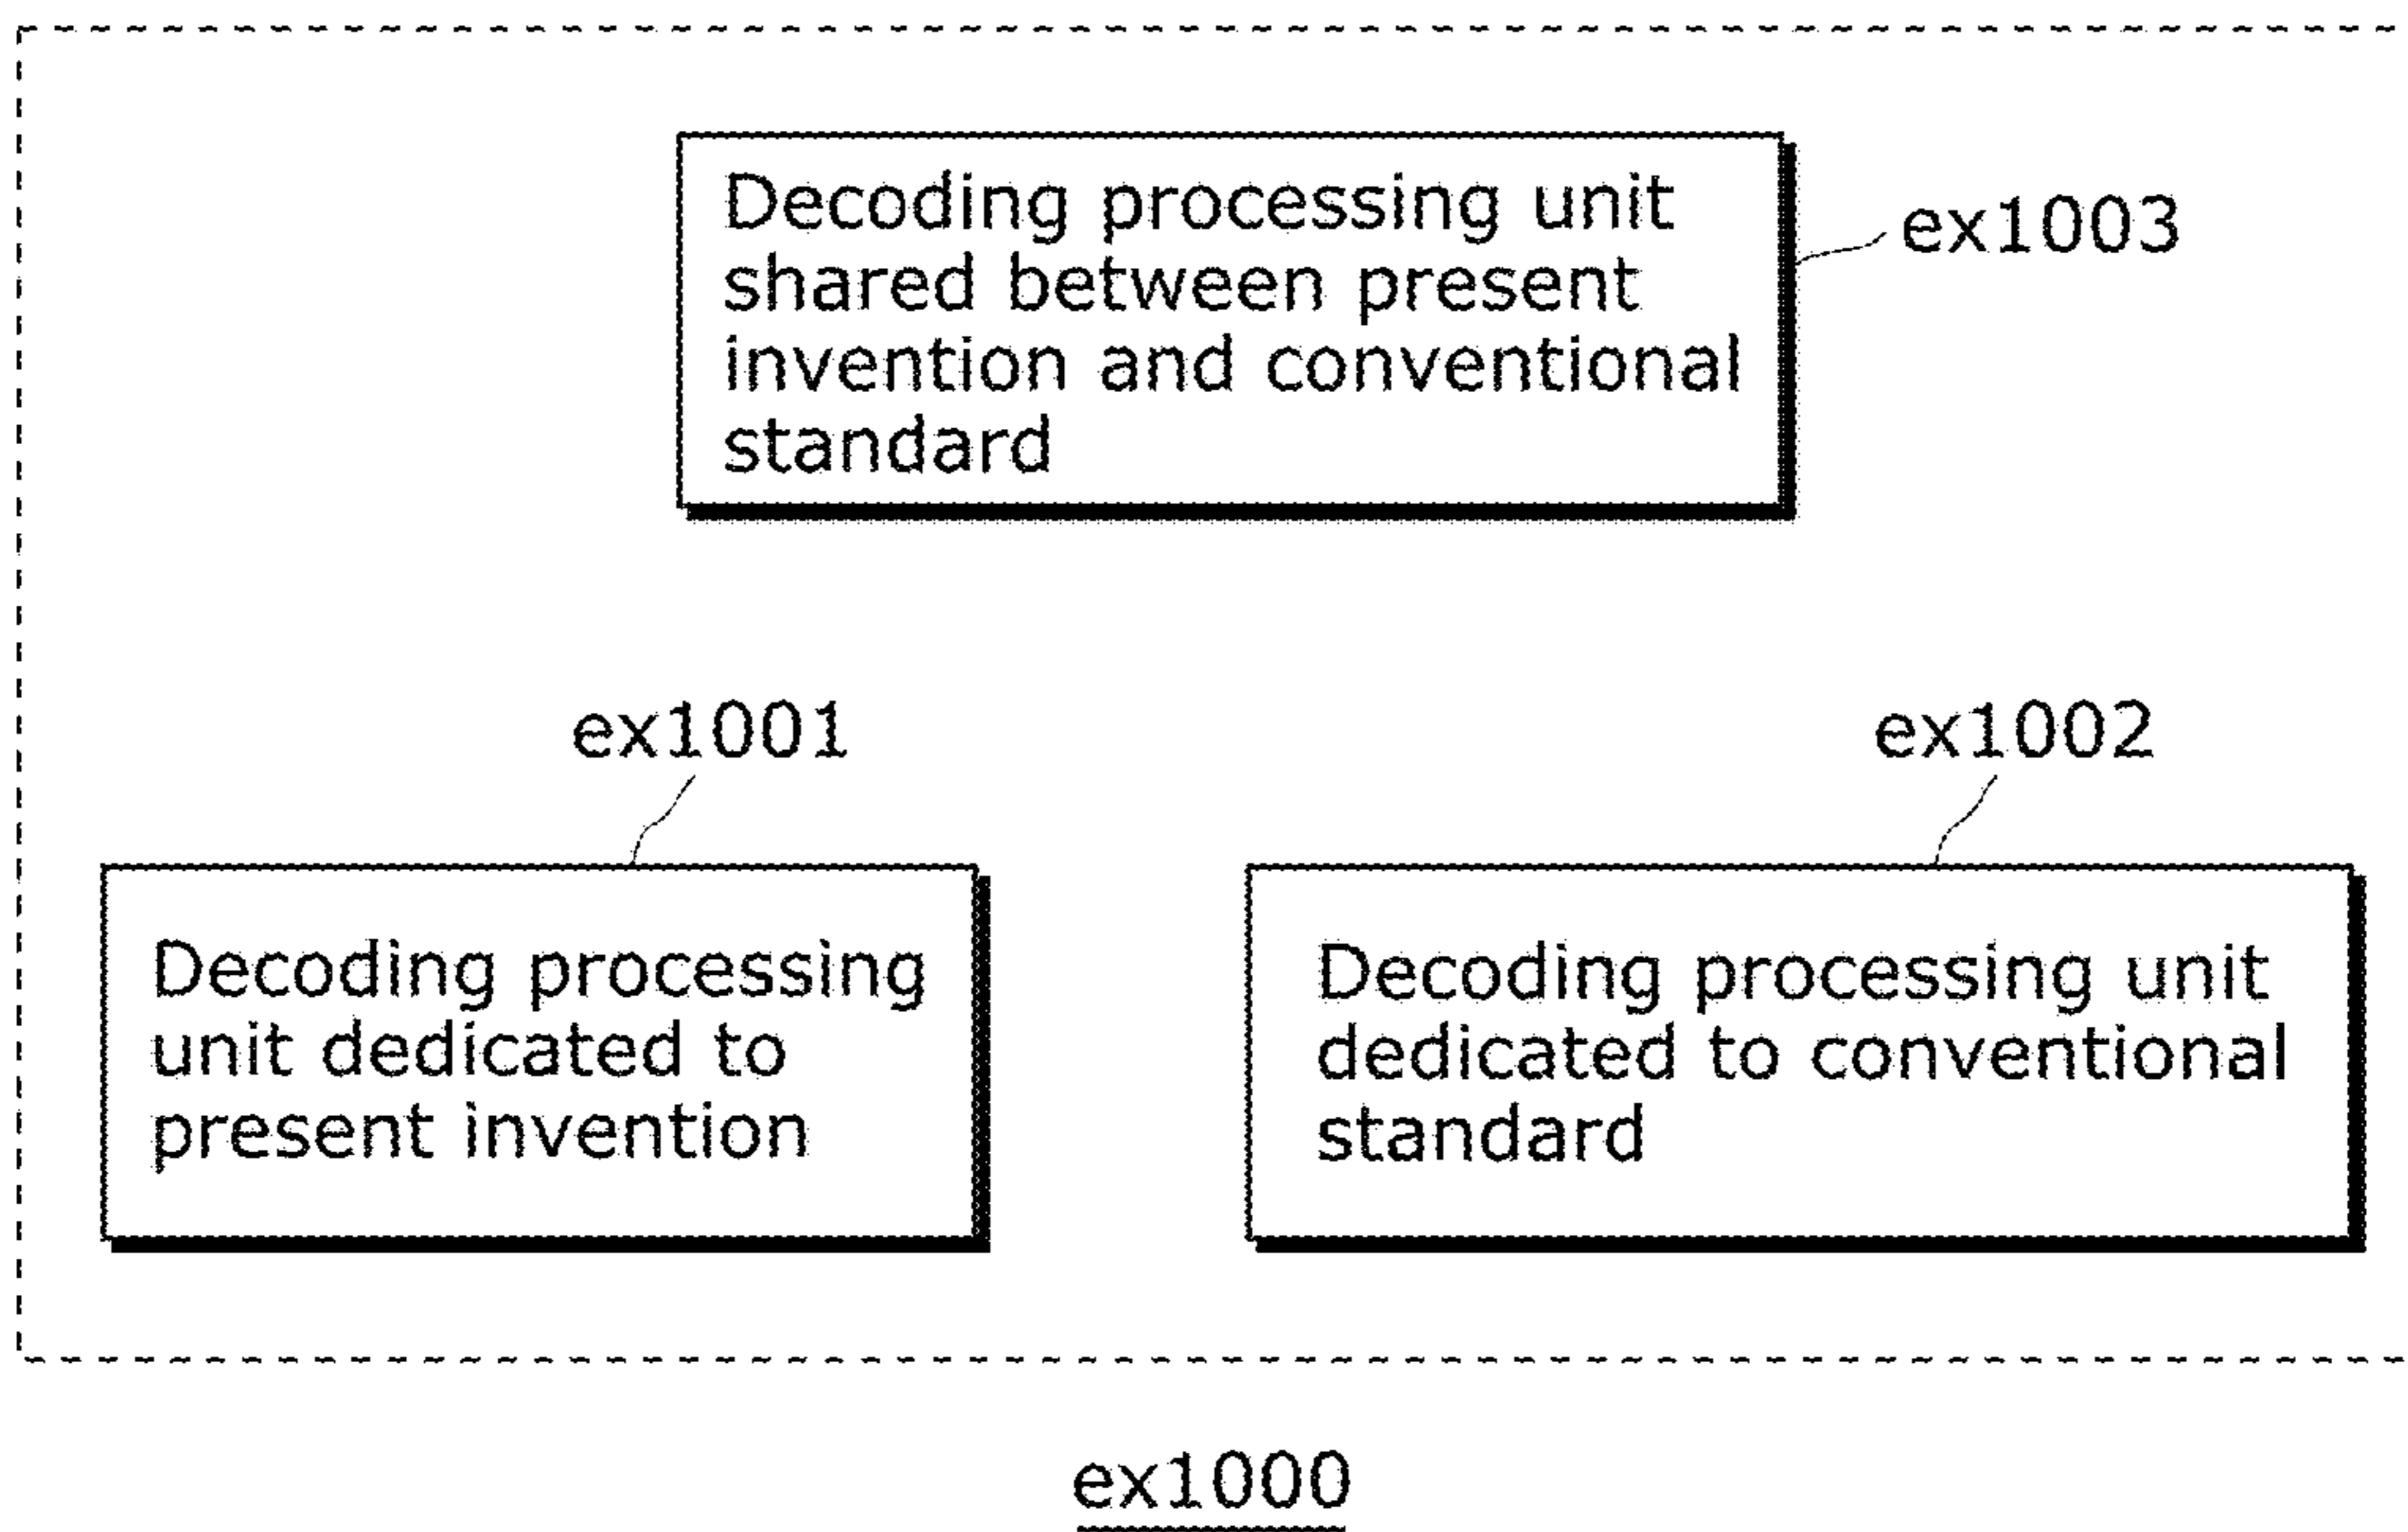 Decoding processing unit
shared between present
invention and conventional
standard
ex1003
ex1001
ex1002
Decoding processing
unit dedicated to
present invention
Decoding processing unit
dedicated to conventional
standard
ex1000